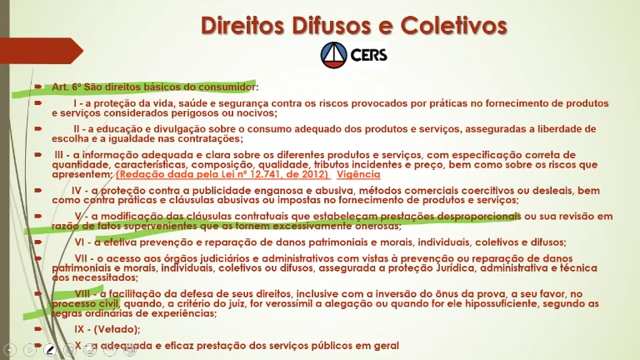 Direitos Difusos e Coletivos
CERS
Art. 6º São direitos básicos do consumidor:
I - a proteção da vida, saúde e segurança contra os riscos provocados por práticas no fornecimento de produtos
e serviços considerados perigosos ou nocivos;
II - a educação e divulgação sobre o consumo adequado dos produtos e serviços, asseguradas a liberdade de
escolha e a igualdade nas contratações;
III - a informação adequada e clara sobre os diferentes produtos e serviços, com especificação correta de
quantidade, características, composição, qualidade, tributos incidentes e preço, bem como sobre os riscos que
apresentem; (Redação dada pela Lei nº 12.741, de 2012) Vigência
IV - a proteção contra a publicidade enganosa e abusiva, métodos comerciais coercitivos ou desleais, bem
como contra práticas e cláusulas abusivas ou impostas no fornecimento de produtos e serviços;
V - a modificação das cláusulas contratuais que estabeleçam prestações desproporcionais ou sua revisão em
razão de fatos supervenientes que as tornem excessivamente onerosas;
VI - a efetiva prevenção e reparação de danos patrimoniais e morais, individuais, coletivos e difusos;
VII - o acesso aos órgãos judiciários e administrativos com vistas à prevenção ou reparação de danos
patrimoniais e morais, individuais, coletivos ou difusos, assegurada a proteção Jurídica, administrativa e técnica
aos necessitados;
VIII - a facilitação da defesa de seus direitos, inclusive com a inversão do ônus da prova, a seu favor, no
processo civil, quando, a critério do juiz, for verossímil a alegação ou quando for ele hipossuficiente, segundo as
regras ordinárias de experiências;
IX - (Vetado);
X - a adequada e eficaz prestação dos serviços públicos em geral